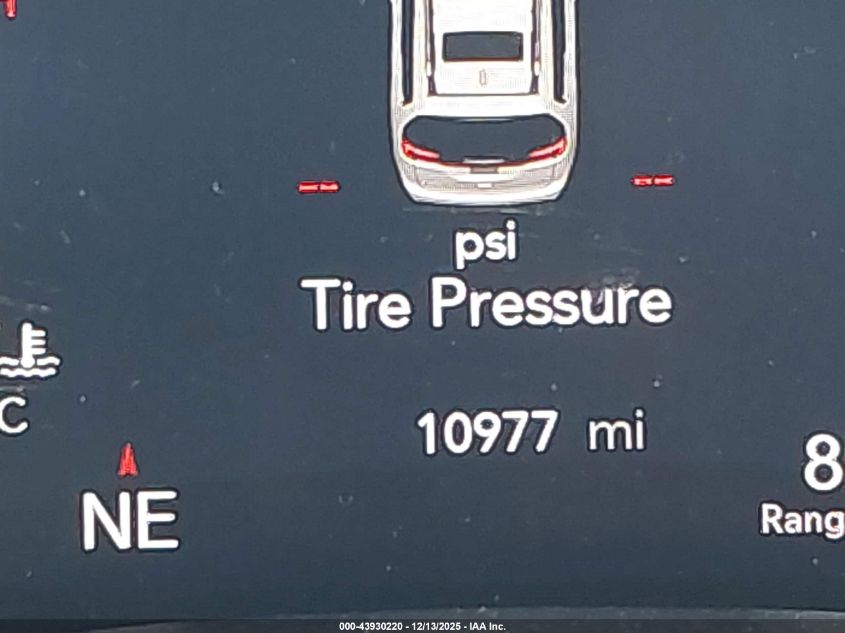 -- --
psi
Tire Pressure
C
10977 mi
8
NE
Rang
000-43930220 - 12/13/2025 - IAA Inc.